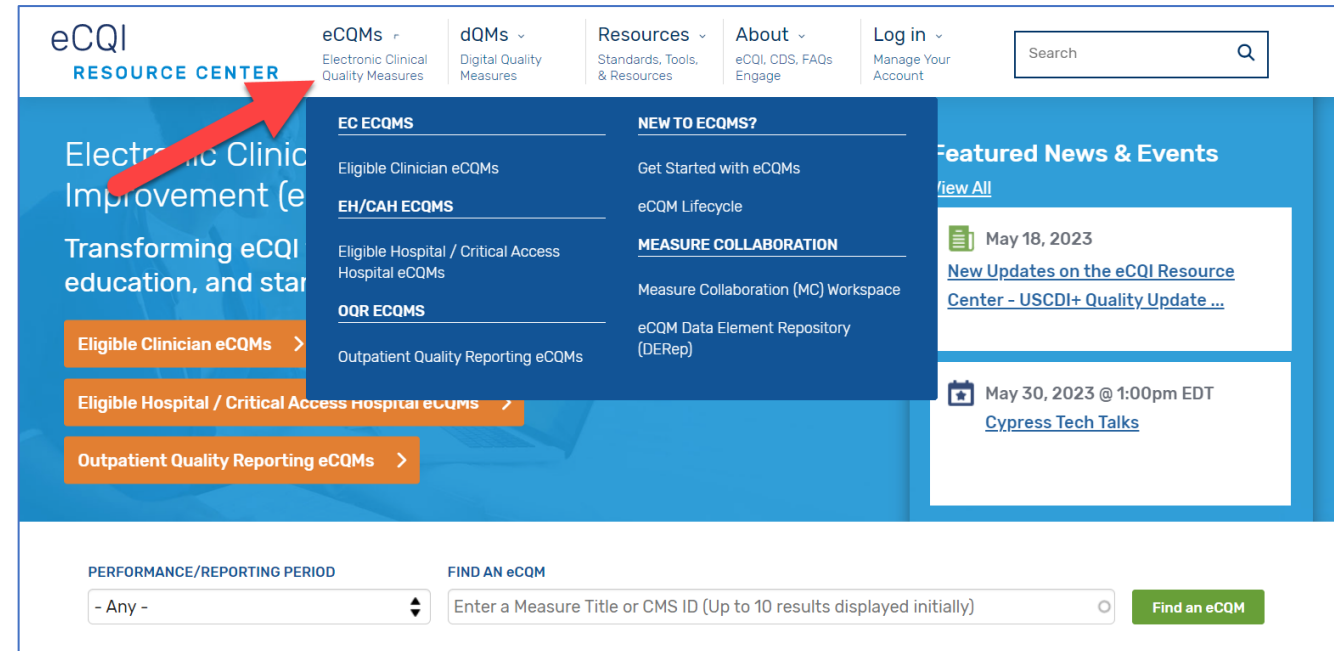 eCQI
RESOURCE CENTER
eCQMs
Electronic Clinical
Quality Measures
dQMs
Digital Quality
Measures
Resources
Standards, Tools,
& Resources
About
eCQI, CDS, FAQs
Engage
Log in
Manage Your
Account
Search
EC ECQMS
Eligible Clinician eCQMs
EH/CAH ECQMS
Eligible Hospital / Critical Access
Hospital eCQMs
OQR ECQMS
Outpatient Quality Reporting eCQMs
NEW TO ECQMS?
Get Started with eCQMs
eCQM Lifecycle
MEASURE COLLABORATION
Measure Collaboration (MC) Workspace
eCQM Data Element Repository
(DERep)
Electronic Clinic
Improvement (e
Transforming eCQI
education, and star
Eligible Clinician eCQMs
Eligible Hospital / Critical Access Hospital eCQMs
Outpatient Quality Reporting eCQMs
Featured News & Events
View All
May 18, 2023
New Updates on the eCQI Resource
Center - USCDI+ Quality Update ...
May 30, 2023 @ 1:00pm EDT
Cypress Tech Talks
PERFORMANCE/REPORTING PERIOD
- Any -
FIND AN eCQM
Enter a Measure Title or CMS ID (Up to 10 results displayed initially)
Find an eCQM